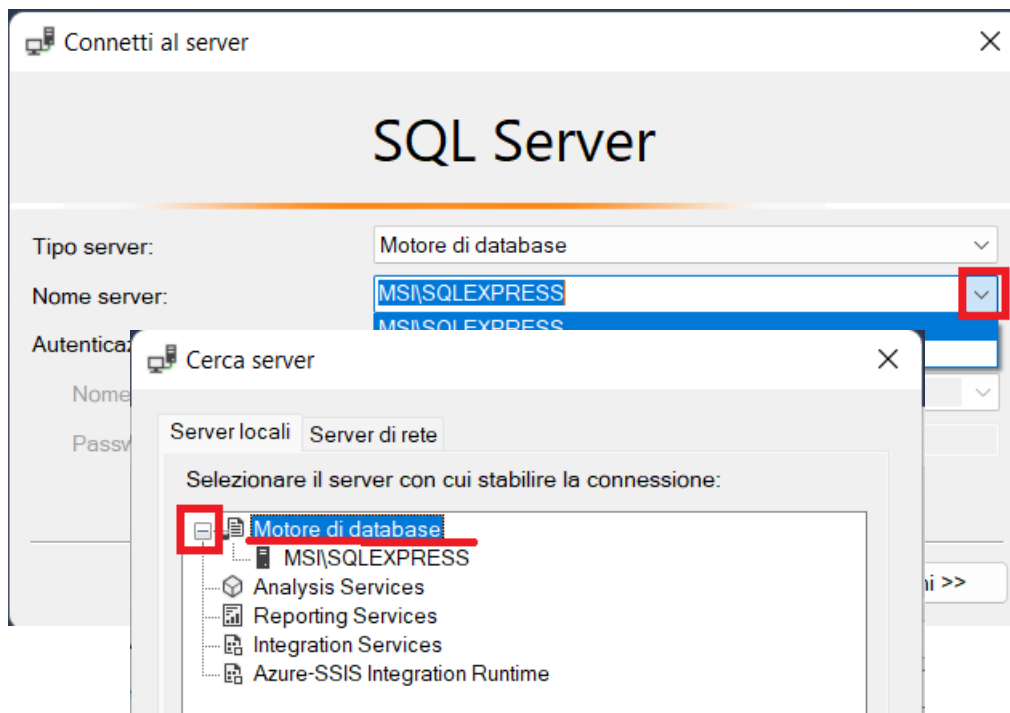 Connetti al server
SQL Server
Tipo server:
Motore di database
Nome server:
MSI\SQLEXPRESS
MSI\SQLEXPRESS
Cerca server
Nome
Server locali
Server di rete
Selezionare il server con cui stabilire la connessione:
Motore di database
MSI\SQLEXPRESS
Analysis Services
>>
Reporting Services
Integration Services
Azure-SSIS Integration Runtime